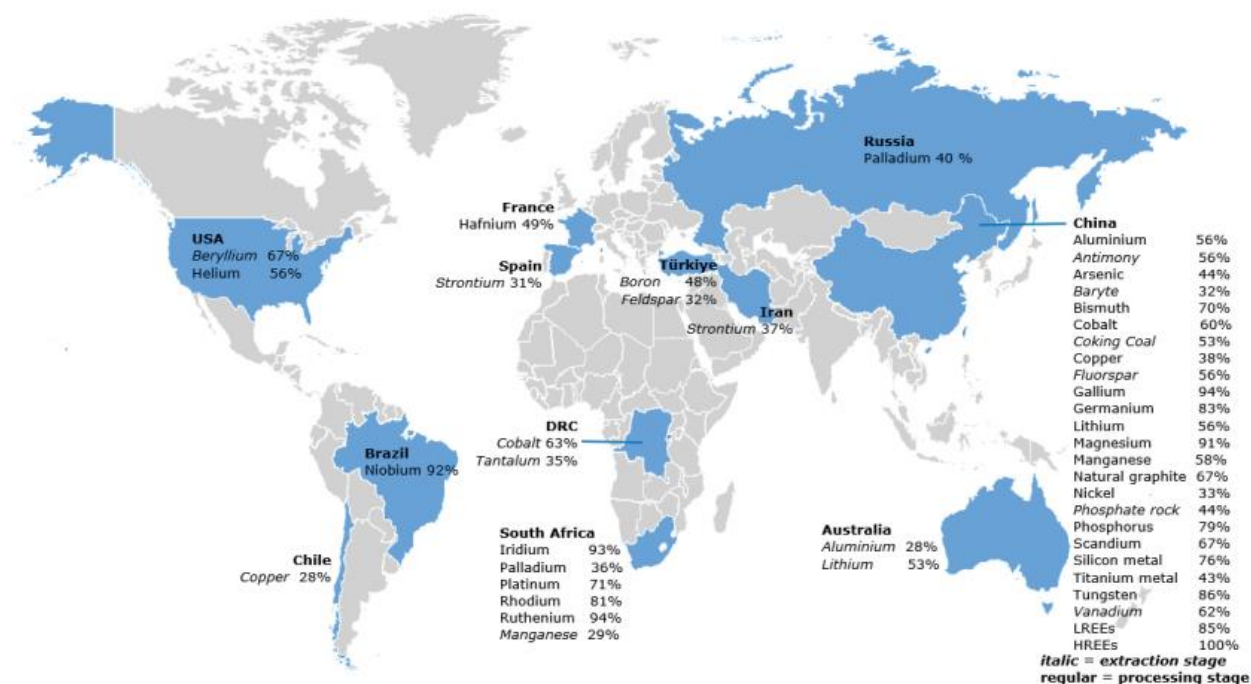 Russia
Palladium 40 %
France
Hafnium 49%
USA
Beryllium 67%
Helium 56%
Spain
Strontium 31%
Türkiye
Boron 48%
Feldspar 32%
Iran
Strontium 37%
China
Aluminium 56%
Antimony 56%
Arsenic 44%
Baryte 32%
Bismuth 70%
Cobalt 60%
Coking Coal 53%
Copper 38%
Fluorspar 56%
Gallium 94%
Germanium 83%
Lithium 56%
Magnesium 91%
Manganese 58%
Natural graphite 67%
Nickel 33%
Phosphate rock 44%
Phosphorus 79%
Scandium 67%
Silicon metal 76%
Titanium metal 43%
Tungsten 86%
Vanadium 62%
LREEs 85%
HREEs 100%
DRC
Cobalt 63%
Tantalum 35%
Brazil
Niobium 92%
South Africa
Iridium 93%
Palladium 36%
Platinum 71%
Rhodium 81%
Ruthenium 94%
Manganese 29%
Chile
Copper 28%
Australia
Aluminium 28%
Lithium 53%
italic = extraction stage
regular = processing stage